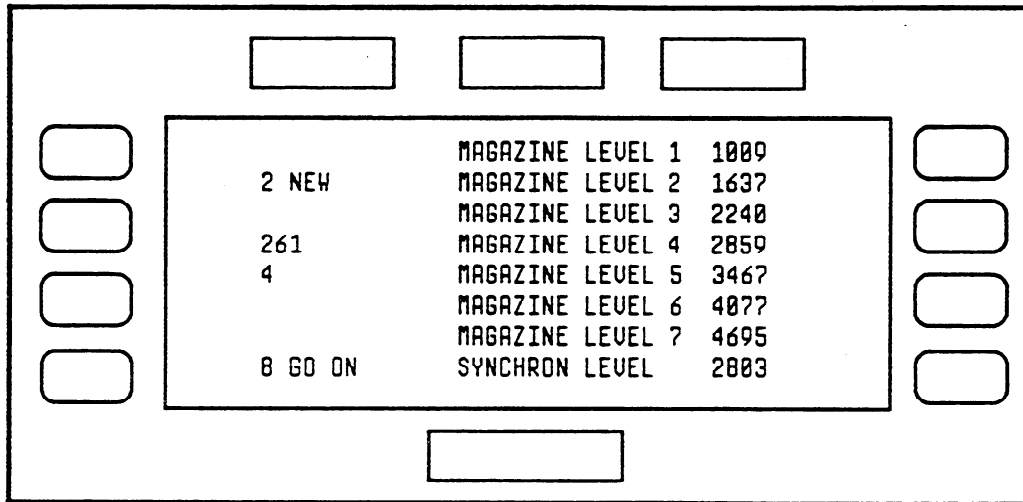 MAGAZINE LEVEL 1 1009
2 NEW MAGAZINE LEVEL 2 1637
MAGAZINE LEVEL 3 2240
261 MAGAZINE LEVEL 4 2859
4 MAGAZINE LEVEL 5 3467
MAGAZINE LEVEL 6 4077
MAGAZINE LEVEL 7 4695
8 GO ON SYNCHRON LEVEL 2803